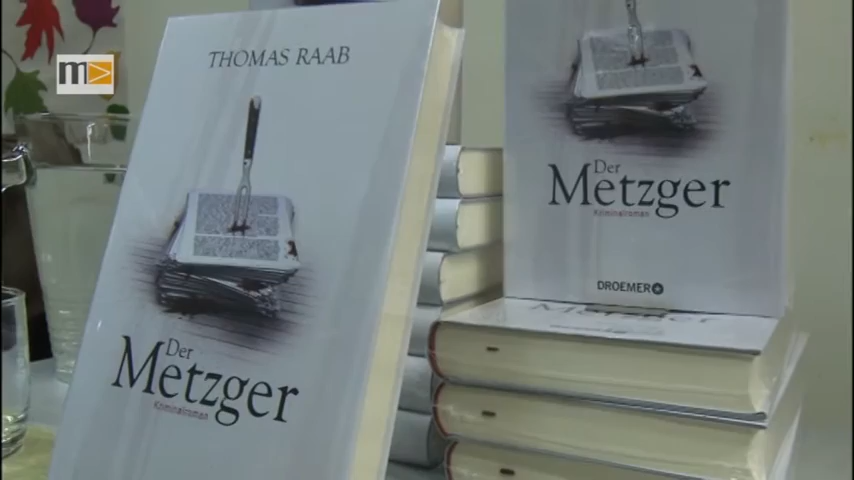 m
THOMAS RAAB
Der
Metzger
Kriminalroman
Der
Metzger
Kriminalroman
DROEMER